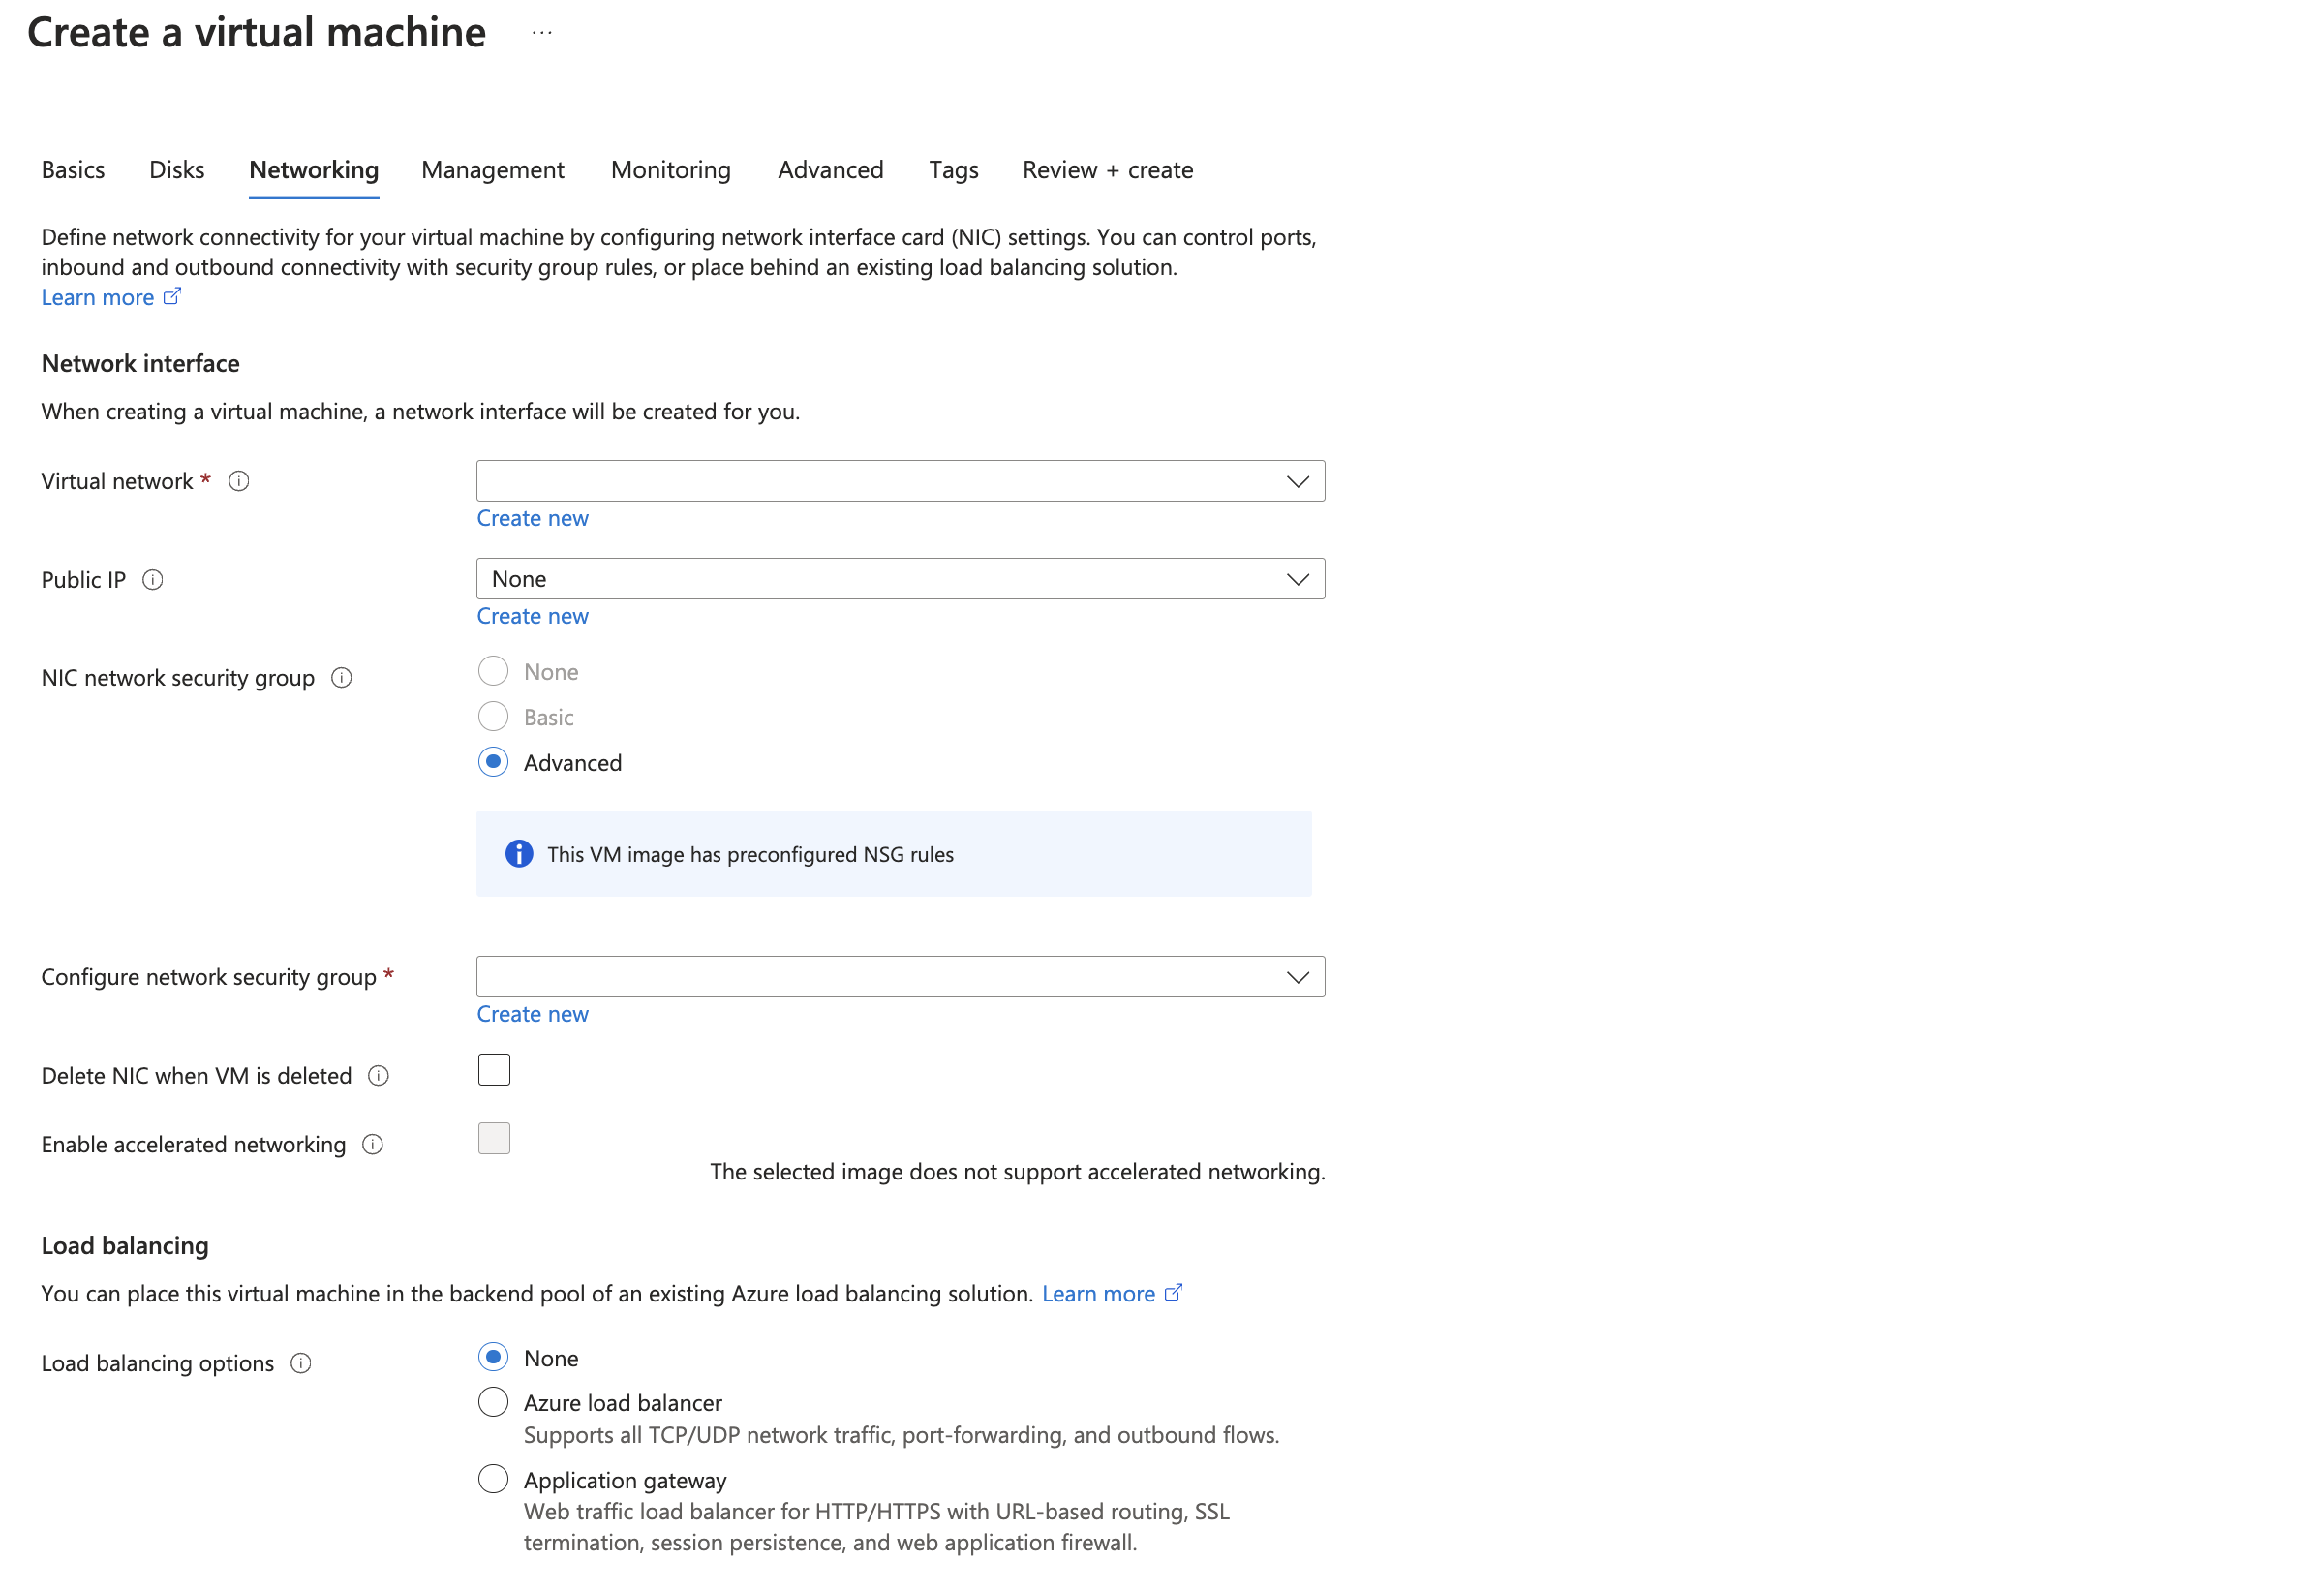 Create a virtual machine ...
Basics Disks Networking Management Monitoring Advanced Tags Review + create
Define network connectivity for your virtual machine by configuring network interface card (NIC) settings. You can control ports,
inbound and outbound connectivity with security group rules, or place behind an existing load balancing solution.
Learn more
Network interface
When creating a virtual machine, a network interface will be created for you.
Virtual network *
Create new
Public IP None
Create new
NIC network security group None
Basic
Advanced
This VM image has preconfigured NSG rules
Configure network security group *
Create new
Delete NIC when VM is deleted
Enable accelerated networking
The selected image does not support accelerated networking.
Load balancing
You can place this virtual machine in the backend pool of an existing Azure load balancing solution. Learn more
Load balancing options None
Azure load balancer
Supports all TCP/UDP network traffic, port-forwarding, and outbound flows.
Application gateway
Web traffic load balancer for HTTP/HTTPS with URL-based routing, SSL
termination, session persistence, and web application firewall.